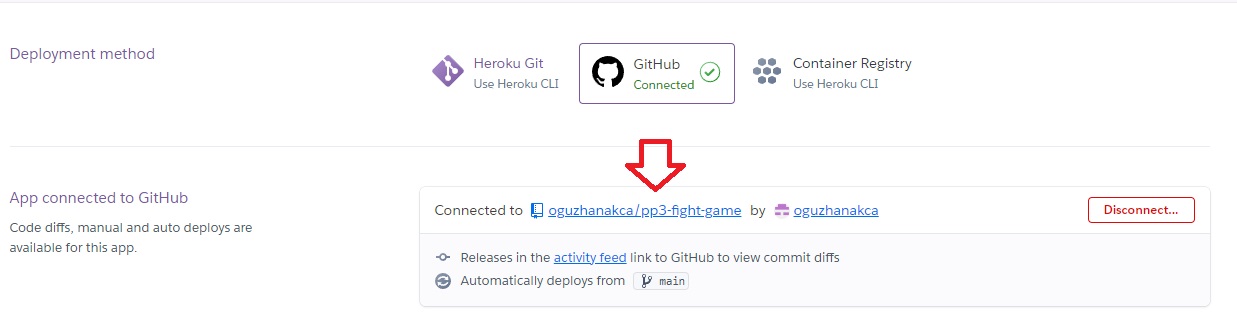 Deployment method
Heroku Git
Use Heroku CLI
GitHub
Connected
Container Registry
Use Heroku CLI
App connected to GitHub
Code diffs, manual and auto deploys are
available for this app.
Connected to oguzhanakca/pp3-fight-game by oguzhanakca
Disconnect...
Releases in the activity feed link to GitHub to view commit diffs
Automatically deploys from main